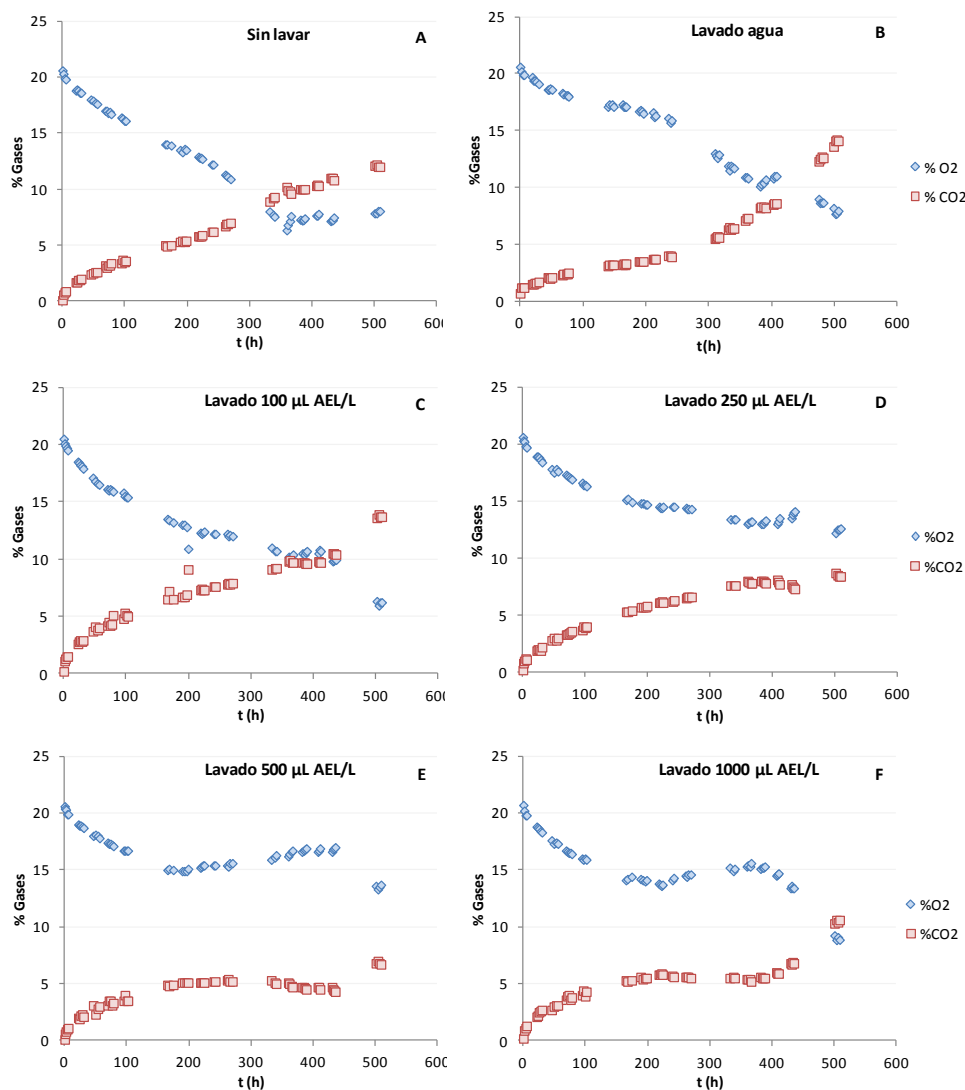 Sin lavar
A
% Gases
25
20
15
10
5
0
0 100 200 300 400 500 600
t (h)
Lavado agua
B
%Gases
25
20
15
10
5
0
0 100 200 300 400 500 600
t (h)
% O2
% CO2
Lavado 100 µL AEL/L
C
% Gases
25
20
15
10
5
0
0 100 200 300 400 500 600
t (h)
Lavado 250 µL AEL/L
D
% Gases
25
20
15
10
5
0
0 100 200 300 400 500 600
t (h)
%O2
%CO2
Lavado 500 µL AEL/L
E
% Gases
25
20
15
10
5
0
0 100 200 300 400 500 600
t (h)
Lavado 1000 µL AEL/L
F
% Gases
25
20
15
10
5
0
0 100 200 300 400 500 600
t (h)
%O2
%CO2